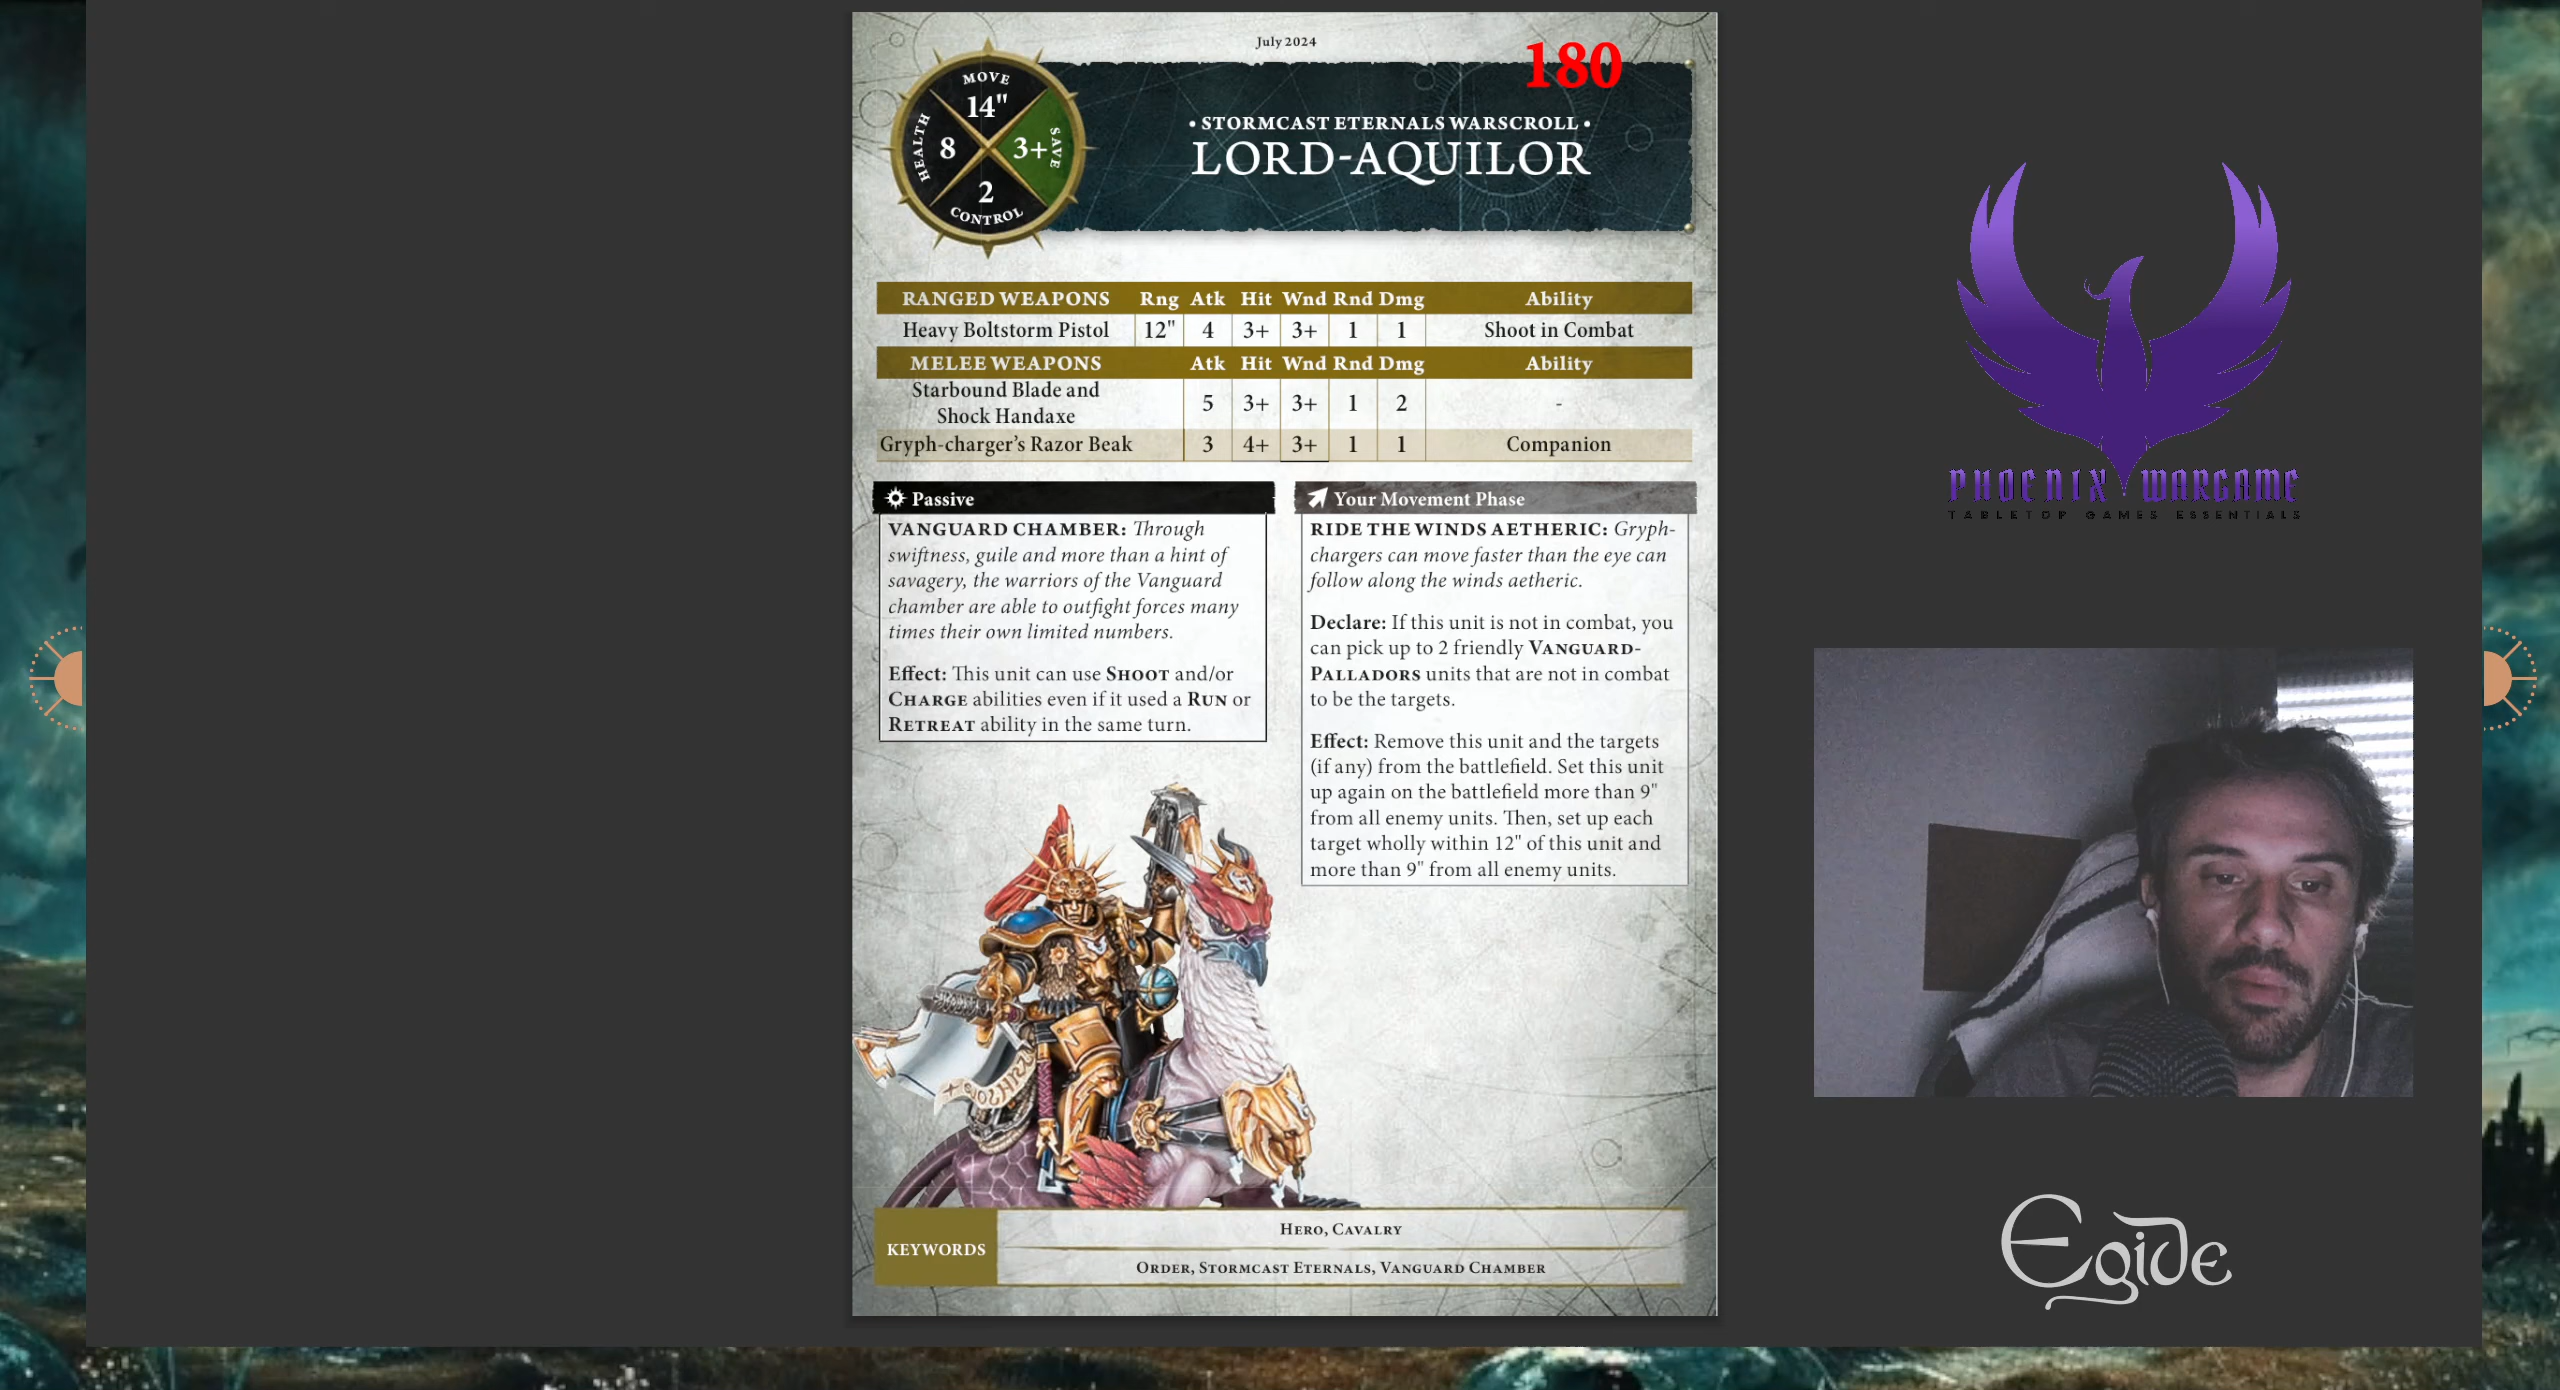 July 2024
180
MOVE
14"
HEALTH
8
3+
SAVE
2
CONTROL
• STORMCAST ETERNALS WARSCROLL •
LORD-AQUILOR
RANGED WEAPONS Rng Atk Hit Wnd Rnd Dmg Ability
Heavy Boltstorm Pistol 12" 4 3+ 3+ 1 1 Shoot in Combat
MELEE WEAPONS Atk Hit Wnd Rnd Dmg Ability
Starbound Blade and
Shock Handaxe 5 3+ 3+ 1 2 -
Gryph-charger's Razor Beak 3 4+ 3+ 1 1 Companion
Passive
VANGUARD CHAMBER: Through
swiftness, guile and more than a hint of
savagery, the warriors of the Vanguard
chamber are able to outfight forces many
times their own limited numbers.
Effect: This unit can use SHOOT and/or
CHARGE abilities even if it used a RUN or
RETREAT ability in the same turn.
Your Movement Phase
RIDE THE WINDS AETHERIC: Gryph-
chargers can move faster than the eye can
follow along the winds aetheric.
Declare: If this unit is not in combat, you
can pick up to 2 friendly VANGUARD-
PALLADORS units that are not in combat
to be the targets.
Effect: Remove this unit and the targets
(if any) from the battlefield. Set this unit
up again on the battlefield more than 9"
from all enemy units. Then, set up each
target wholly within 12" of this unit and
more than 9" from all enemy units.
KEYWORDS
HERO, CAVALRY
ORDER, STORMCAST ETERNALS, VANGUARD CHAMBER
PHOENIX WARGAME
TABLETOP GAMES ESSENTIALS
Egide